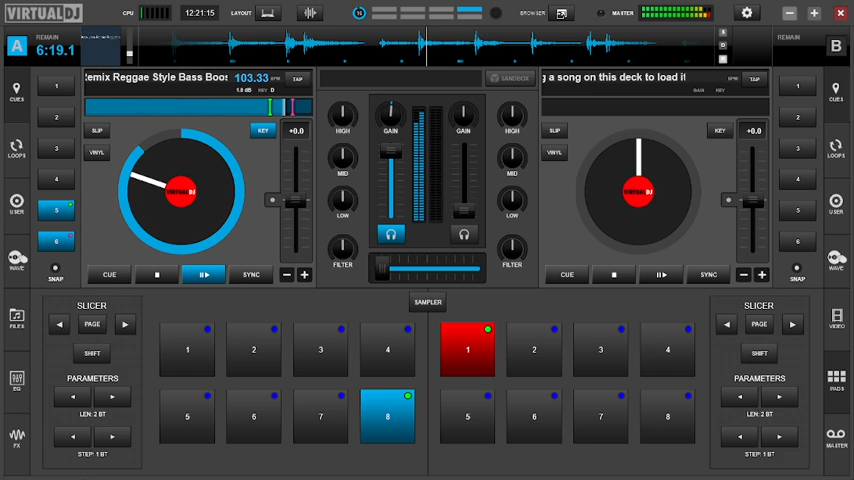 VIRTUALDJ CPU 12:21:15 LAYOUT 16 BROWSER MASTER
A REMAIN 6:19.1 S D REMAIN B
Remix Reggae Style Bass Boos 103.33 BPM TAP SANDBOX g a song on this deck to load it BPM TAP
1.0 dB KEY D GAIN KEY
CUES 1 SLIP KEY +0.0 HIGH GAIN GAIN HIGH SLIP KEY +0.0 1 CUES
2 VINYL VINYL 2
LOOPS 3 MID MID 3 LOOPS
4 VIRTUALDJ VIRTUALDJ 4
USER 5 LOW LOW 5 USER
WAVE 6 6 WAVE
SNAP CUE SYNC FILTER FILTER CUE SYNC SNAP
SLICER SAMPLER SLICER
FILES PAGE PAGE VIDEO
SHIFT 1 2 3 4 1 2 3 4 SHIFT
EQ PARAMETERS PARAMETERS PADS
LEN: 2 BT 5 6 7 8 5 6 7 8 LEN: 2 BT
FX MASTER
STEP: 1 BT STEP: 1 BT